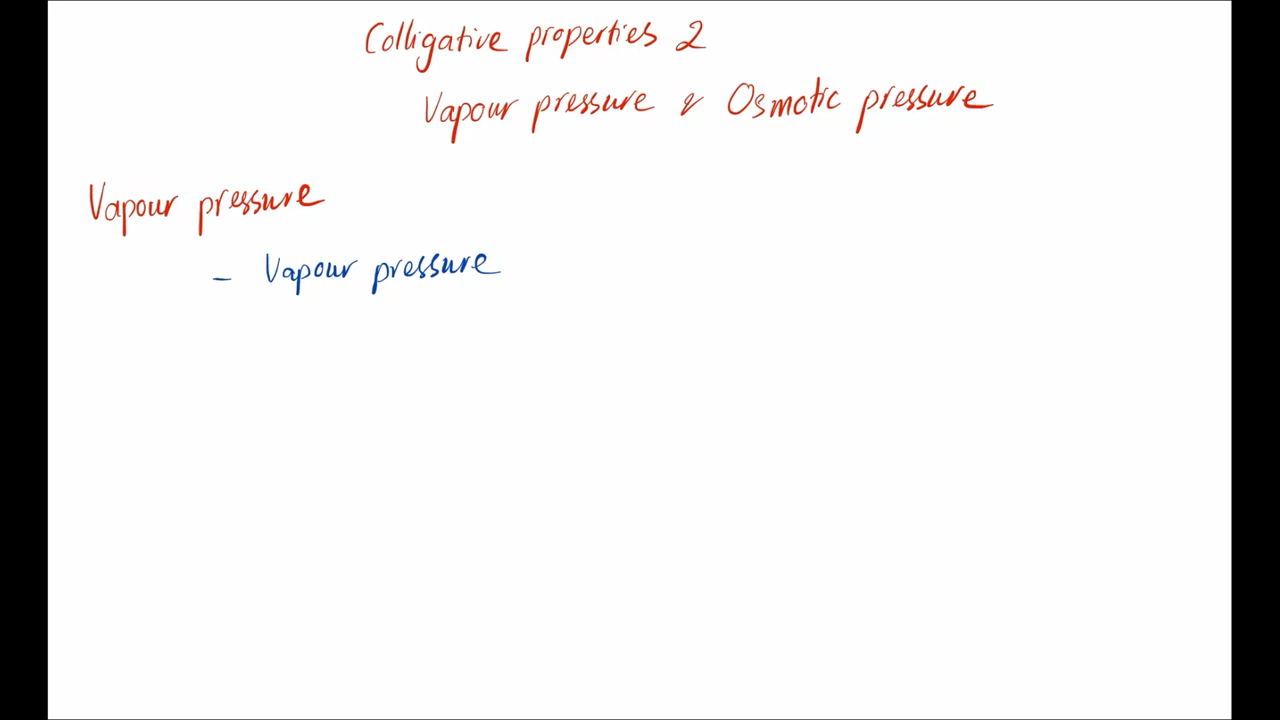 Colligative properties 2
Vapour pressure & Osmotic pressure
Vapour pressure
- Vapour pressure